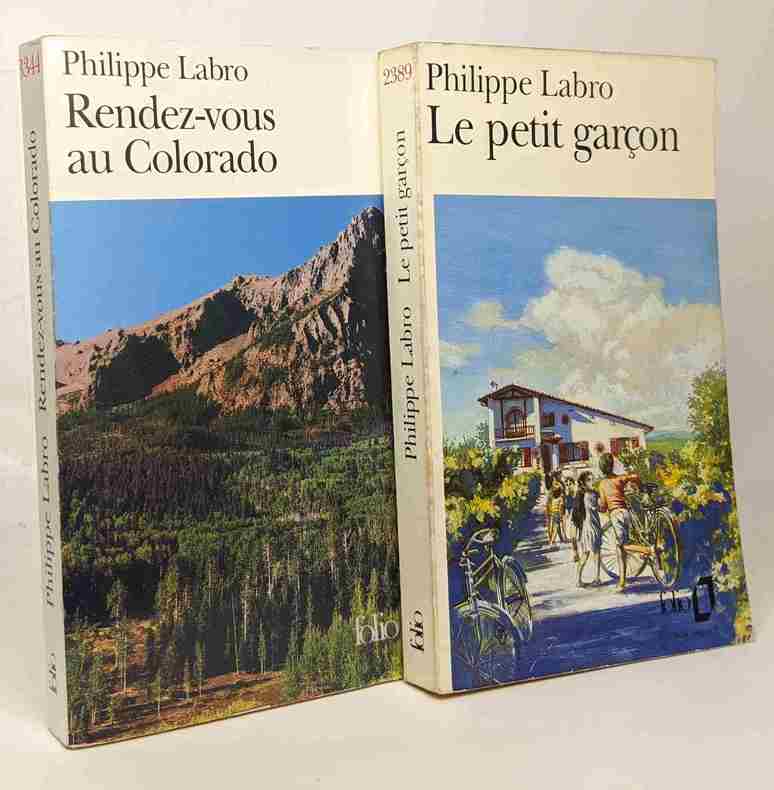 2344
Philippe Labro
Rendez-vous
au Colorado
Philippe Labro Rendez-vous au Colorado
folio
folio
2389
Philippe Labro
Le petit garçon
Philippe Labro Le petit garçon
folio
folio